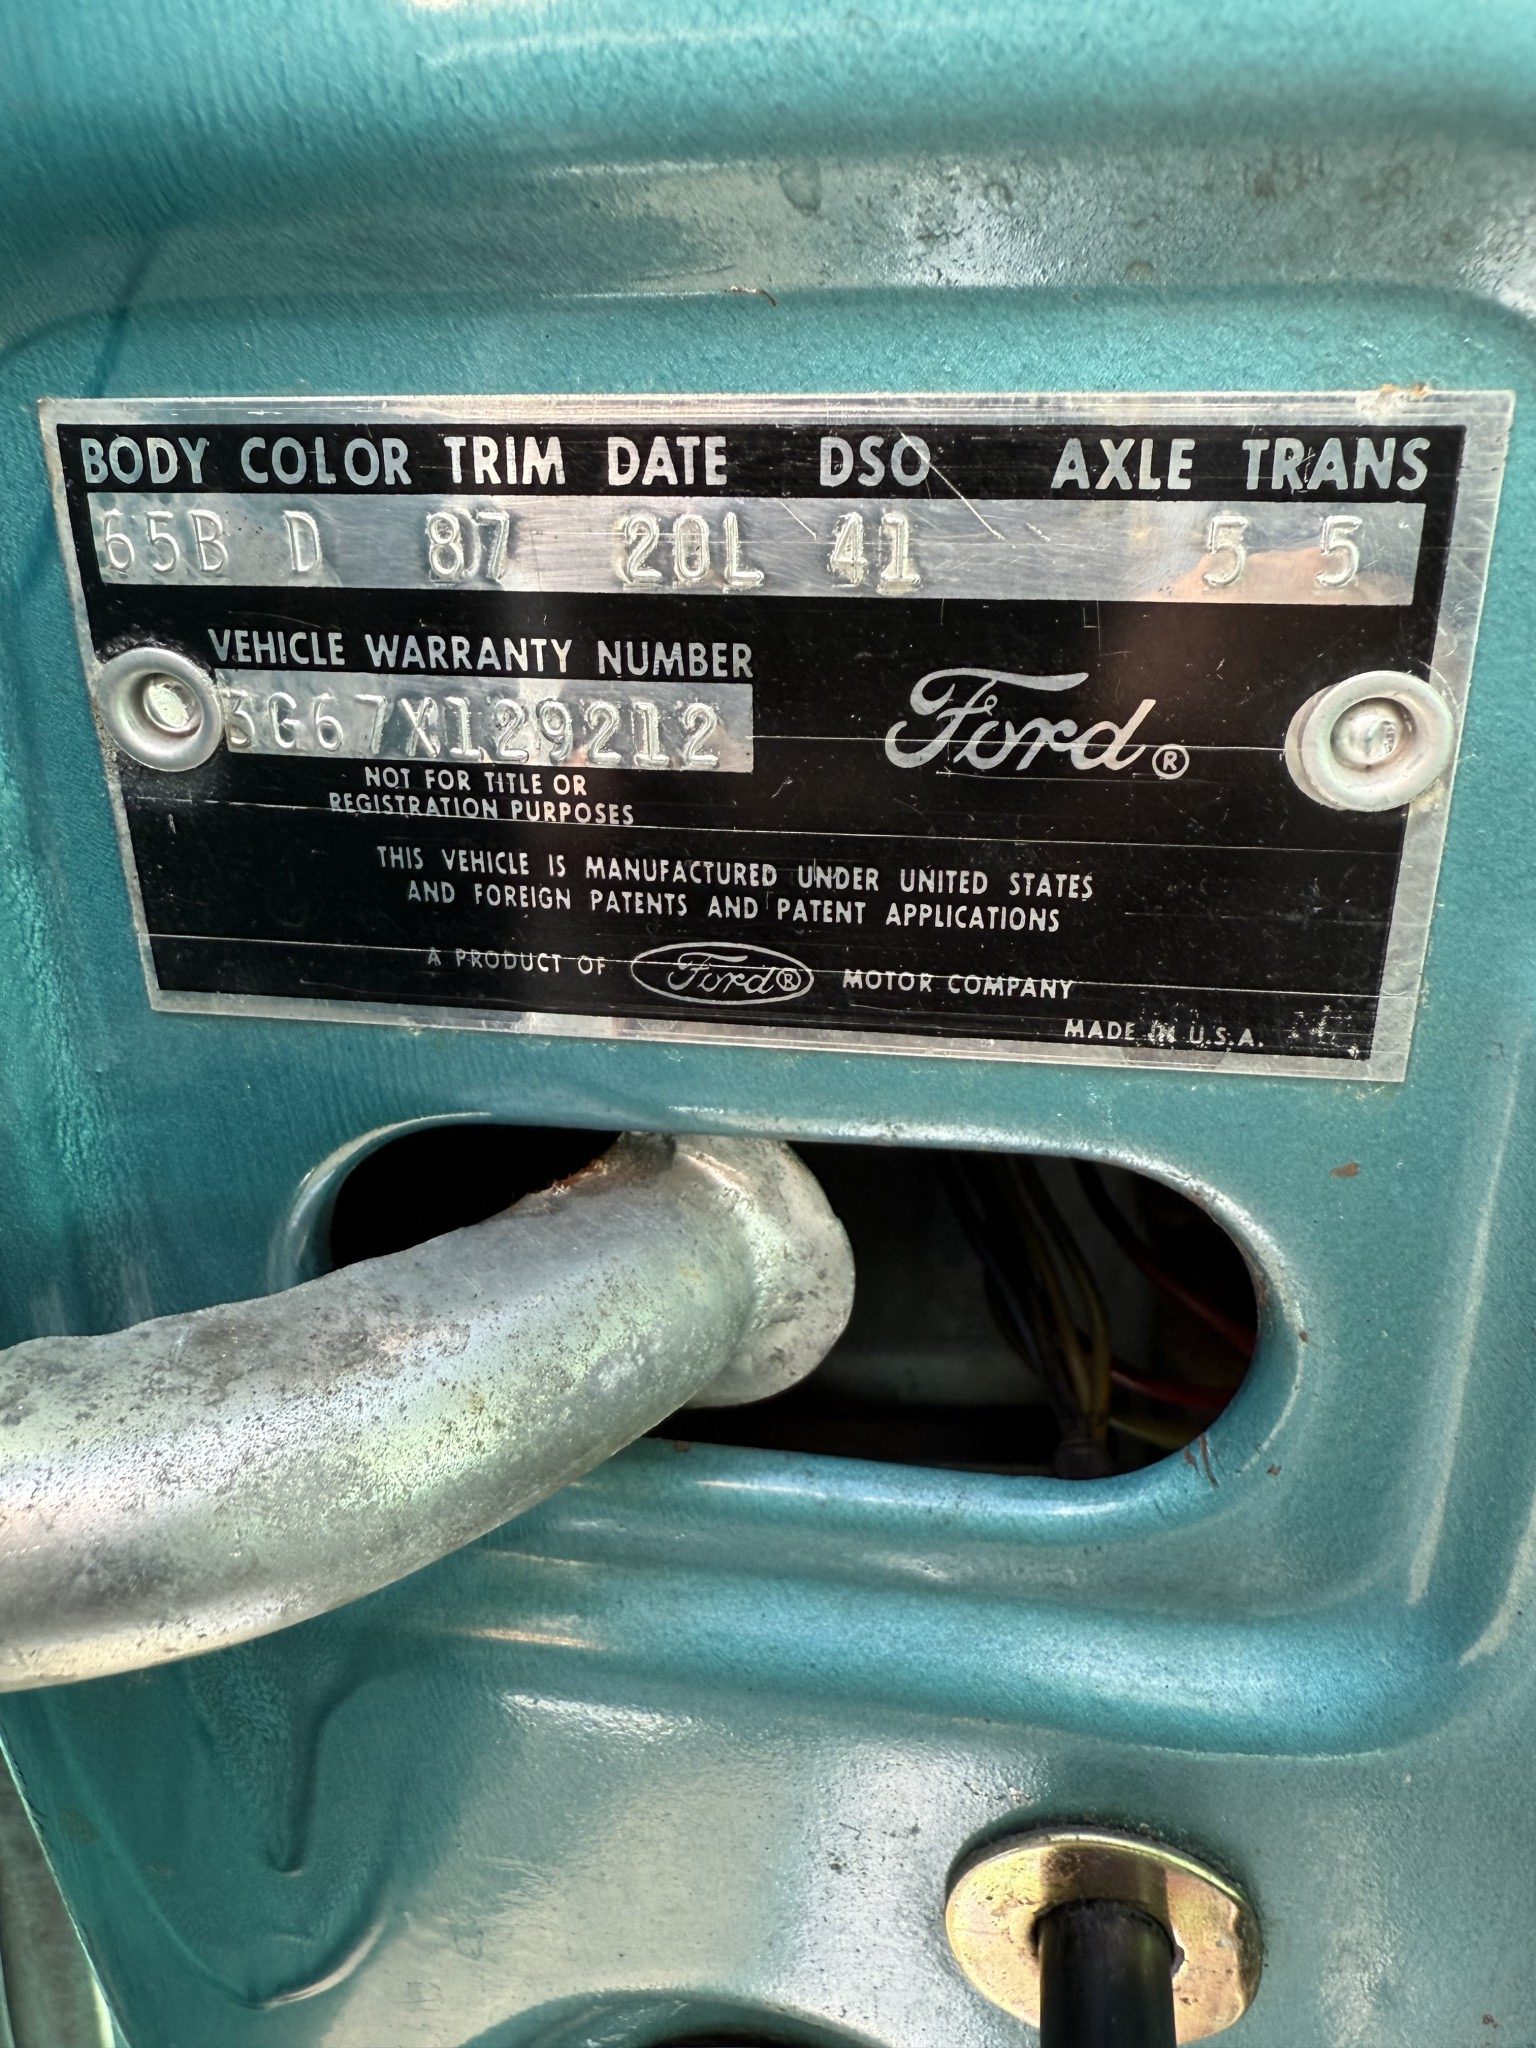 BODY COLOR TRIM DATE DSO AXLE TRANS
65B D 87 20L 41 5 5
VEHICLE WARRANTY NUMBER
3G67X129212
Ford®
NOT FOR TITLE OR
REGISTRATION PURPOSES
THIS VEHICLE IS MANUFACTURED UNDER UNITED STATES
AND FOREIGN PATENTS AND PATENT APPLICATIONS
A PRODUCT OF Ford® MOTOR COMPANY
MADE IN U.S.A.